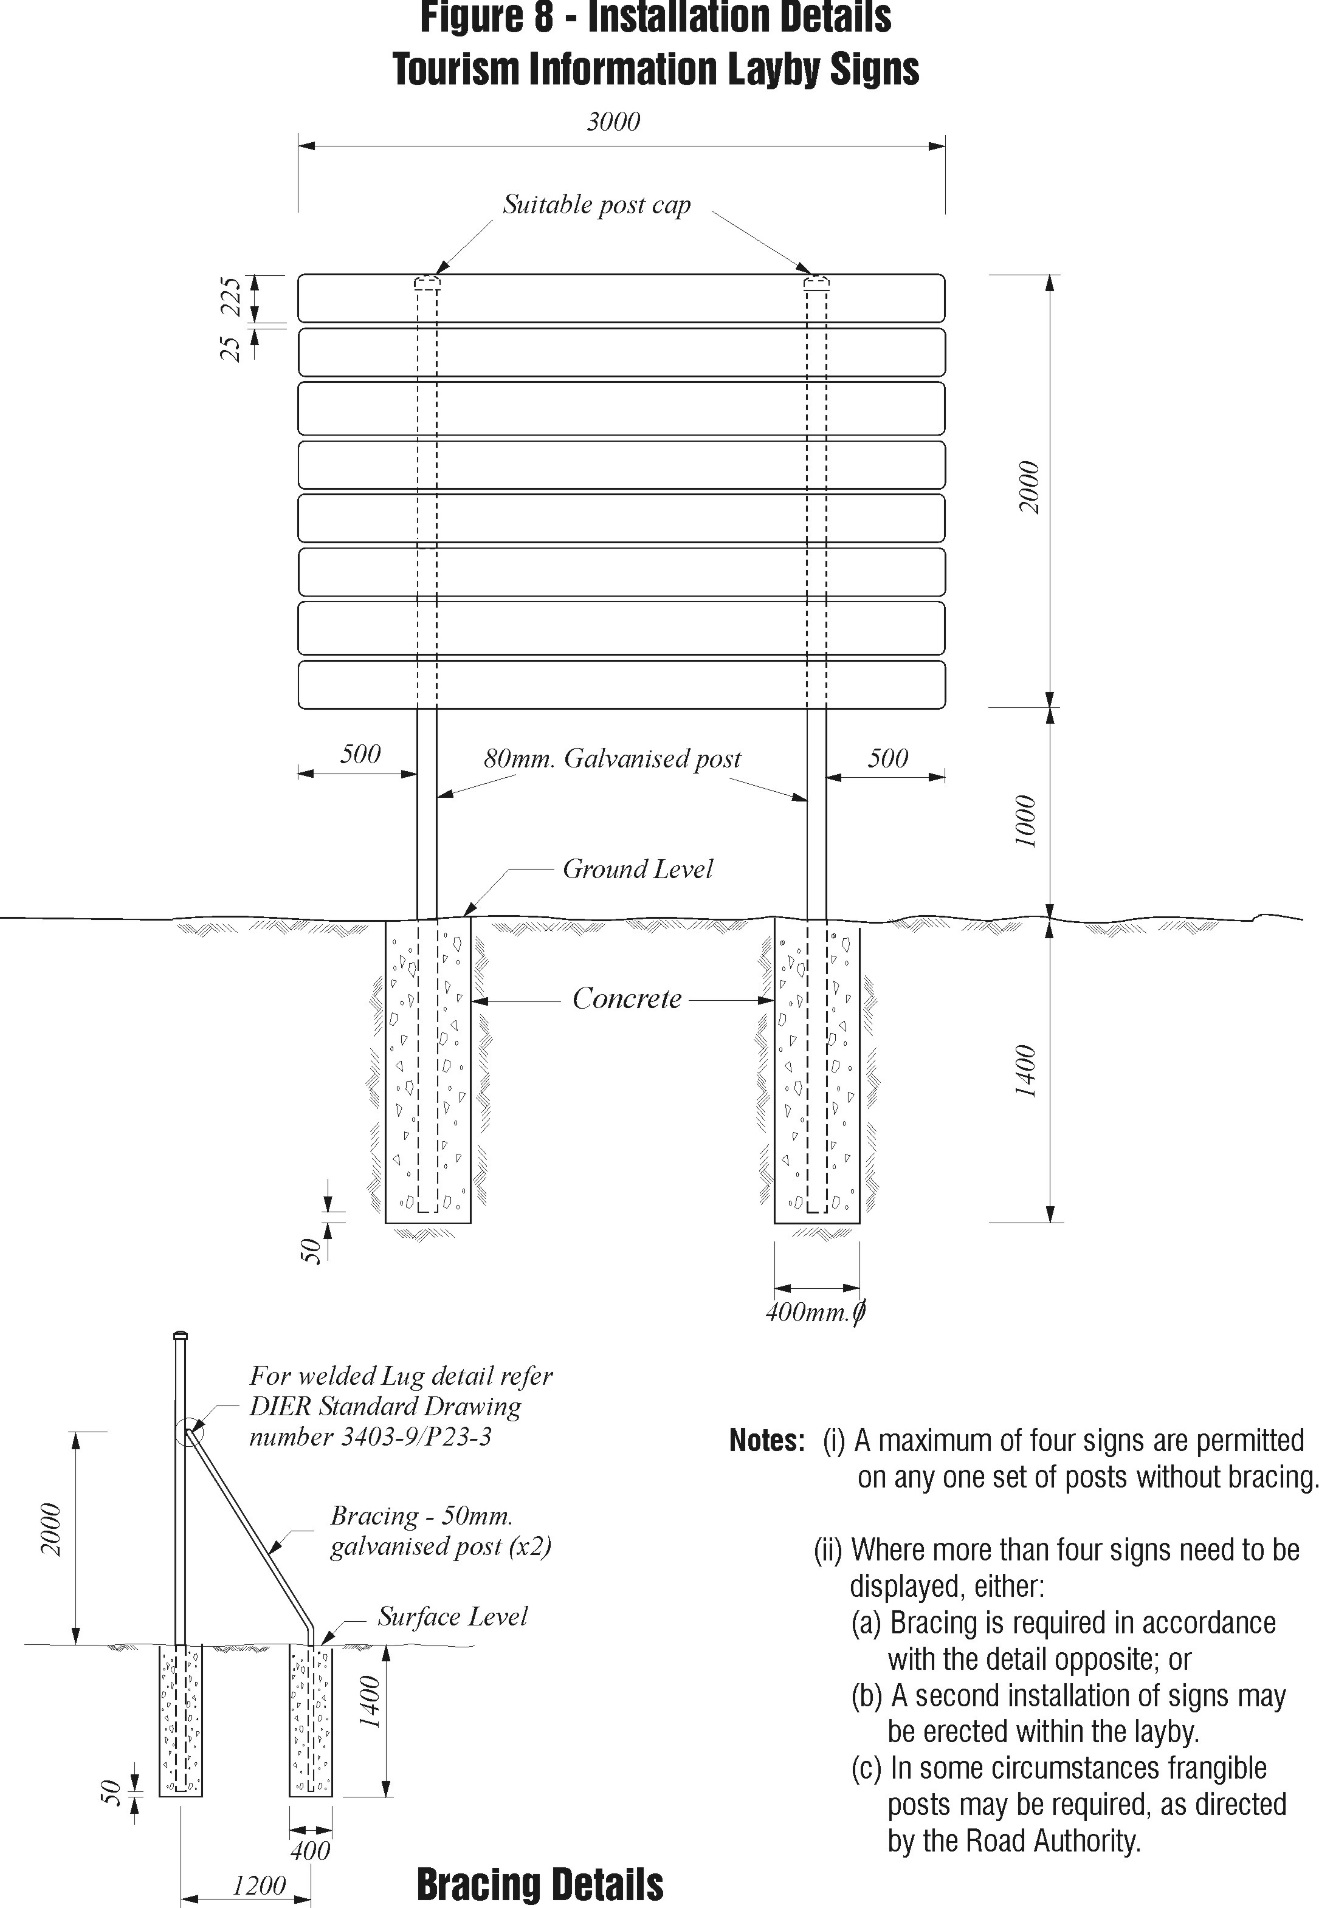 Figure 8 - Installation Details
Tourism Information Layby Signs
3000
Suitable post cap
225
25
2000
500
80mm. Galvanised post
500
1000
Ground Level
Concrete
1400
50
400mm.ϕ
For welded Lug detail refer
DIER Standard Drawing
number 3403-9/P23-3
2000
Bracing - 50mm.
galvanised post (x2)
Surface Level
1400
50
400
1200
Bracing Details
Notes: (i) A maximum of four signs are permitted
on any one set of posts without bracing.
(ii) Where more than four signs need to be
displayed, either:
(a) Bracing is required in accordance
with the detail opposite; or
(b) A second installation of signs may
be erected within the layby.
(c) In some circumstances frangible
posts may be required, as directed
by the Road Authority.